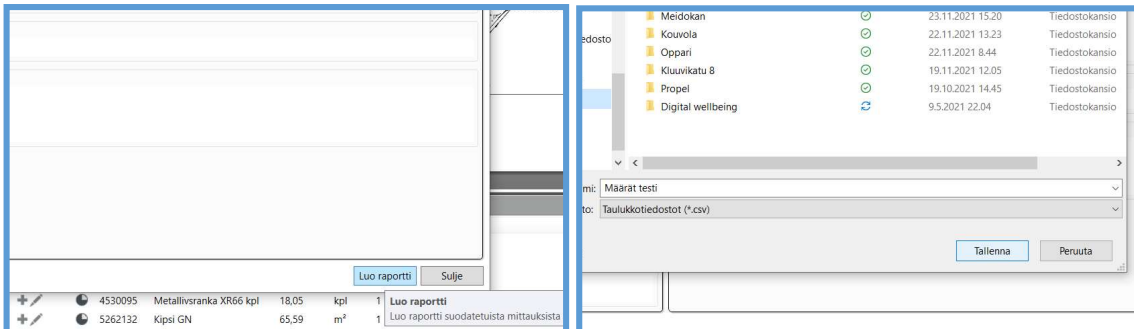 Luo raportti Sulje
4530095 Metallivsranka XR66 kpl 18,05 kpl 1
Luo raportti
5262132 Kipsi GN 65,59 m² 1
Luo raportti suodatetuista mittauksista
edosto
Meidokan 23.11.2021 15.20 Tiedostokansio
Kouvola 22.11.2021 13.23 Tiedostokansio
Oppari 22.11.2021 8.44 Tiedostokansio
Kluuvikatu 8 19.11.2021 12.05 Tiedostokansio
Propel 19.10.2021 14.45 Tiedostokansio
Digital wellbeing 9.5.2021 22.04 Tiedostokansio
mi: Määrät testi
to: Taulukkotiedostot (*.csv)
Tallenna Peruuta